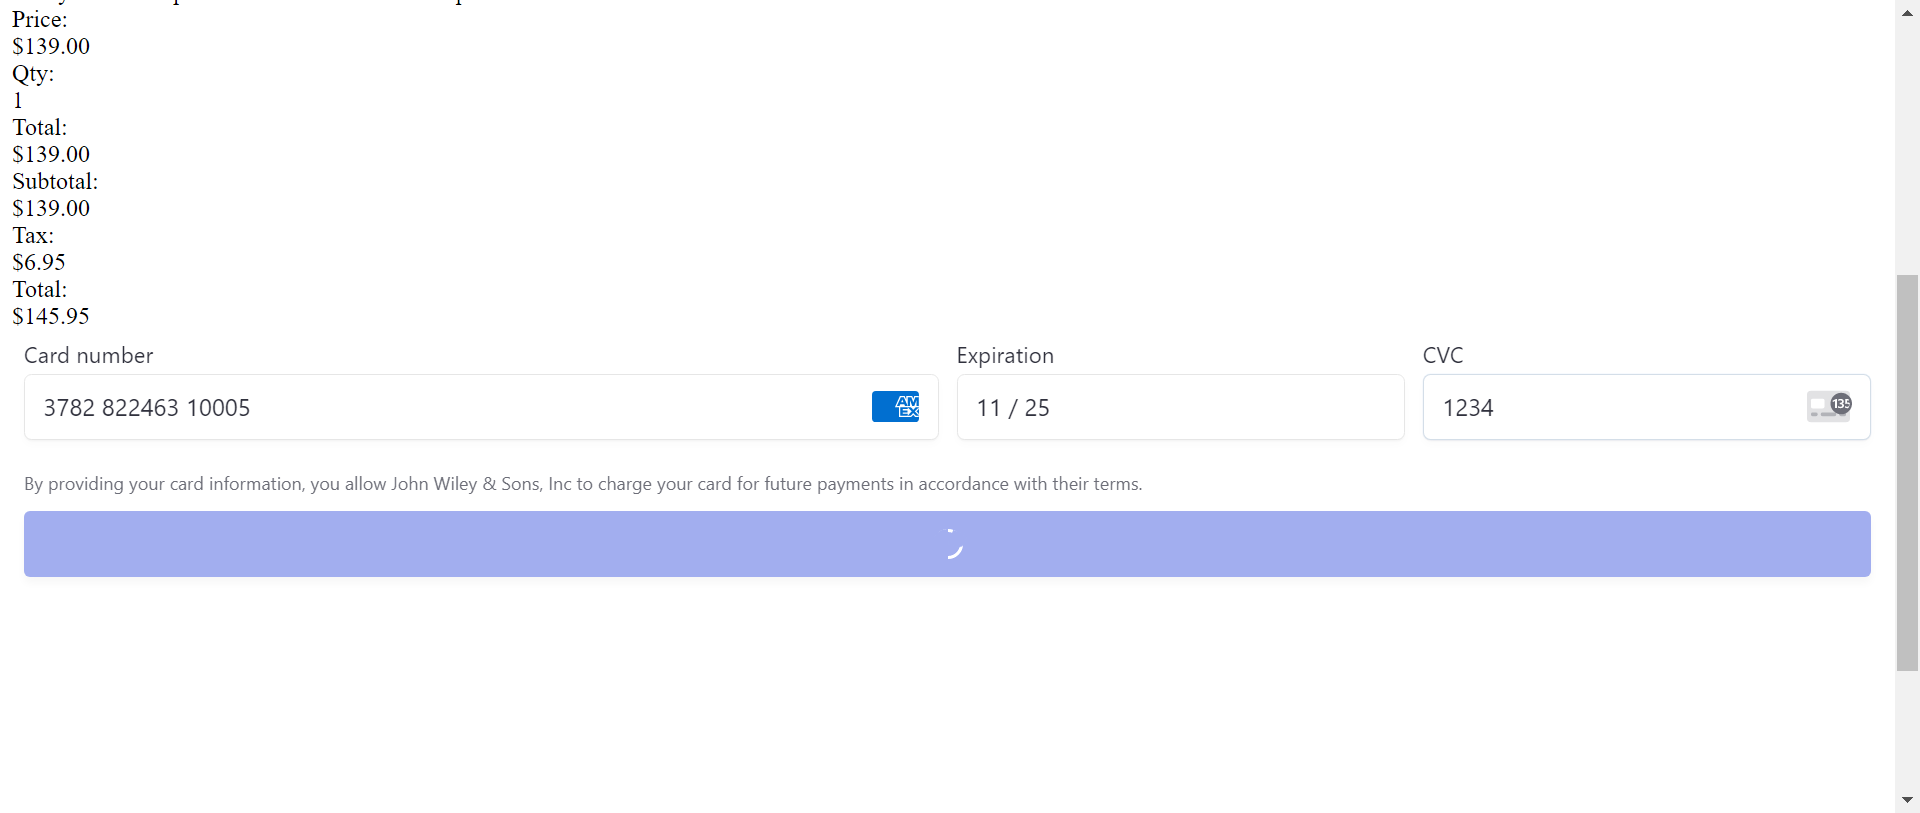 Price:
$139.00
Qty:
1
Total:
$139.00
Subtotal:
$139.00
Tax:
$6.95
Total:
$145.95
Card number Expiration CVC
3782 822463 10005 AM EX 11 / 25 1234 135
By providing your card information, you allow John Wiley & Sons, Inc to charge your card for future payments in accordance with their terms.